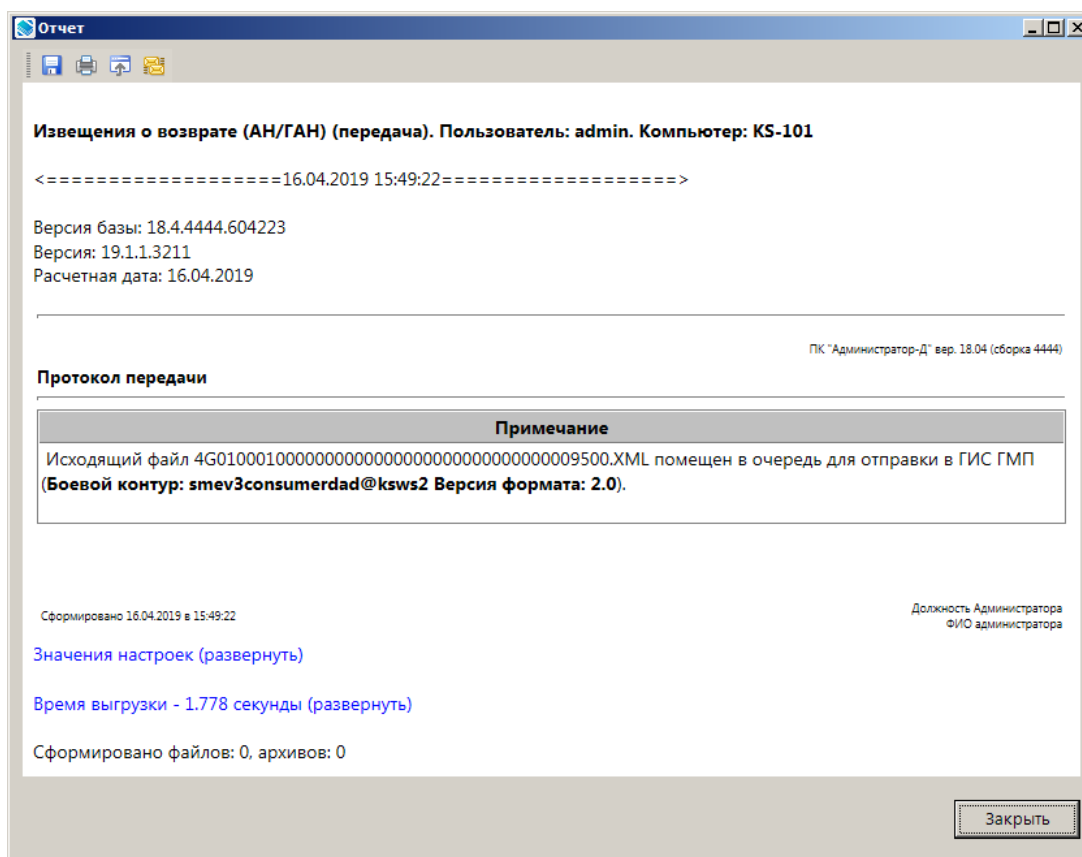 Отчет
Извещения о возврате (АН/ГАН) (передача). Пользователь: admin. Компьютер: KS-101
<===================16.04.2019 15:49:22===================>
Версия базы: 18.4.4444.604223
Версия: 19.1.1.3211
Расчетная дата: 16.04.2019
ПК "Администратор-Д" вер. 18.04 (сборка 4444)
Протокол передачи
Примечание
Исходящий файл 4G0100010000000000000000000000000000009500.XML помещен в очередь для отправки в ГИС ГМП
(Боевой контур: smev3consumerdad@ksws2 Версия формата: 2.0).
Сформировано 16.04.2019 в 15:49:22
Должность Администратора
ФИО администратора
Значения настроек (развернуть)
Время выгрузки - 1.778 секунды (развернуть)
Сформировано файлов: 0, архивов: 0
Закрыть